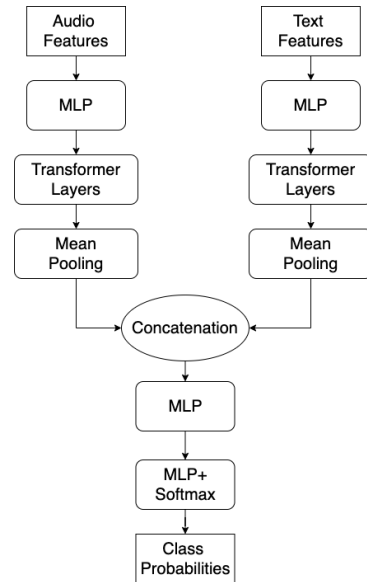 Audio
Features
Text
Features
MLP
MLP
Transformer
Layers
Transformer
Layers
Mean
Pooling
Mean
Pooling
Concatenation
MLP
MLP+
Softmax
Class
Probabilities